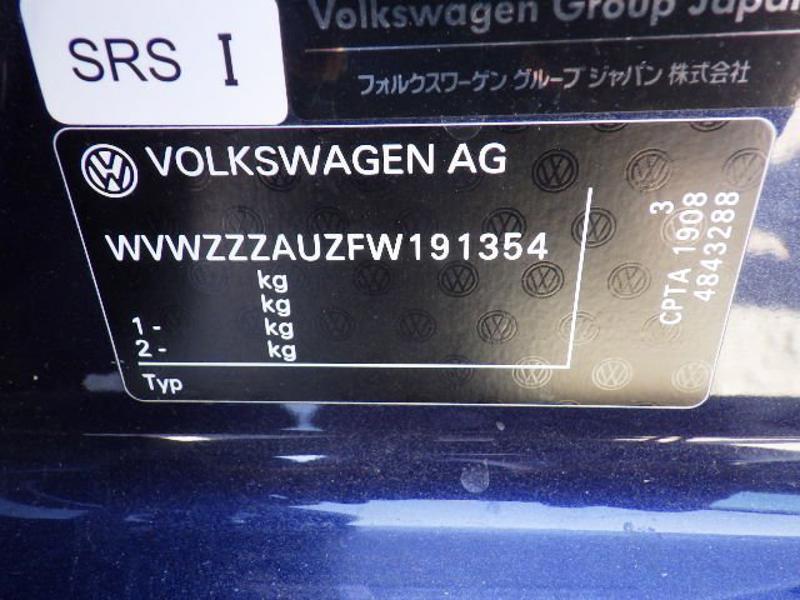 Volkswagen Group Japan
フォルクスワーゲン グループ ジャパン 株式会社
SRS I
VOLKSWAGEN AG
WVWZZZAUZFW191354
kg
kg
1 - kg
2 - kg
Typ
3
CPTA 1908
4843288